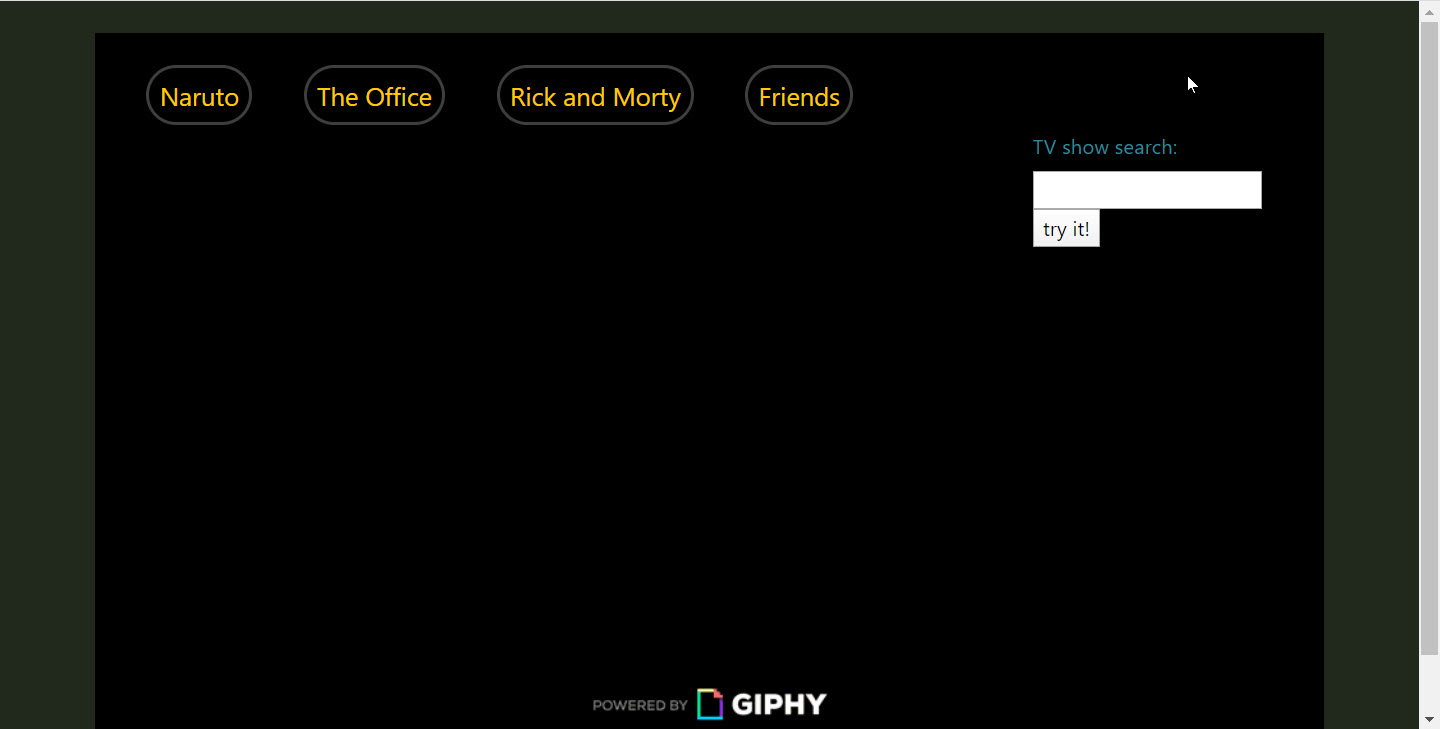 Naruto
The Office
Rick and Morty
Friends
TV show search:
try it!
POWERED BY GIPHY